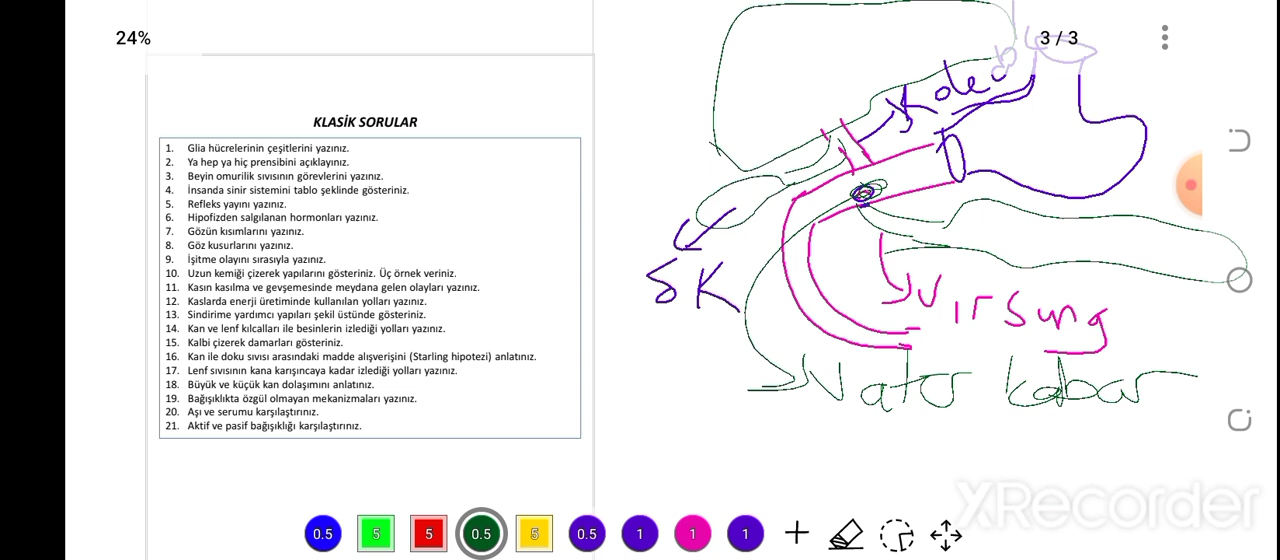 24%
3 / 3
KLASİK SORULAR
1. Glia hücrelerinin çeşitlerini yazınız.
2. Ya hep ya hiç prensibini açıklayınız.
3. Beyin omurilik sıvısının görevlerini yazınız.
4. İnsanda sinir sistemini tablo şeklinde gösteriniz.
5. Refleks yayını yazınız.
6. Hipofizden salgılanan hormonları yazınız.
7. Gözün kısımlarını yazınız.
8. Göz kusurlarını yazınız.
9. İşitme olayını sırasıyla yazınız.
10. Uzun kemiği çizerek yapılarını gösteriniz. Üç örnek veriniz.
11. Kasın kasılma ve gevşemesinde meydana gelen olayları yazınız.
12. Kaslarda enerji üretiminde kullanılan yolları yazınız.
13. Sindirime yardımcı yapıları şekil üstünde gösteriniz.
14. Kan ve lenf kılcalları ile besinlerin izlediği yolları yazınız.
15. Kalbi çizerek damarları gösteriniz.
16. Kan ile doku sıvısı arasındaki madde alışverişini (Starling hipotezi) anlatınız.
17. Lenf sıvısının kana karışıncaya kadar izlediği yolları yazınız.
18. Büyük ve küçük kan dolaşımını anlatınız.
19. Bağışıklıkta özgül olmayan mekanizmaları yazınız.
20. Aşı ve serumu karşılaştırınız.
21. Aktif ve pasif bağışıklığı karşılaştırınız.
SK
Virsung
Vater kabar
0.5 5 5 0.5 5 0.5 1 1 1
XRecorder